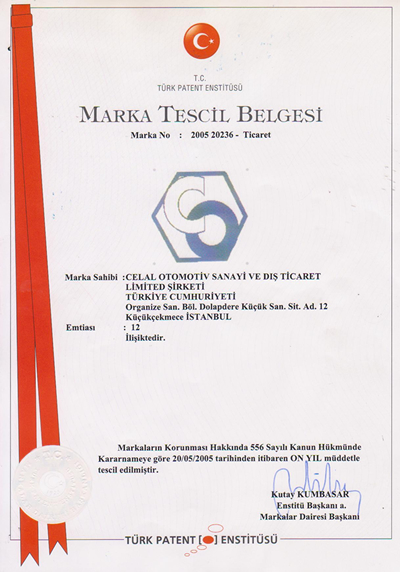 T.C.
TÜRK PATENT ENSTİTÜSÜ
MARKA TESCİL BELGESİ
Marka No : 2005 20236 - Ticaret
Marka Sahibi :CELAL OTOMOTİV SANAYİ VE DIŞ TİCARET
LİMİTED ŞİRKETİ
TÜRKİYE CUMHURİYETİ
Organize San. Böl. Dolapdere Küçük San. Sit. Ad. 12
Küçükçekmece İSTANBUL
Emtiası : 12
İlişiktedir.
Markaların Korunması Hakkında 556 Sayılı Kanun Hükmünde
Kararnameye göre 20/05/2005 tarihinden itibaren ON YIL müddetle
tescil edilmiştir.
Kutay KUMBASAR
Enstitü Başkanı a.
Markalar Dairesi Başkanı
TÜRK PATENT ENSTİTÜSÜ